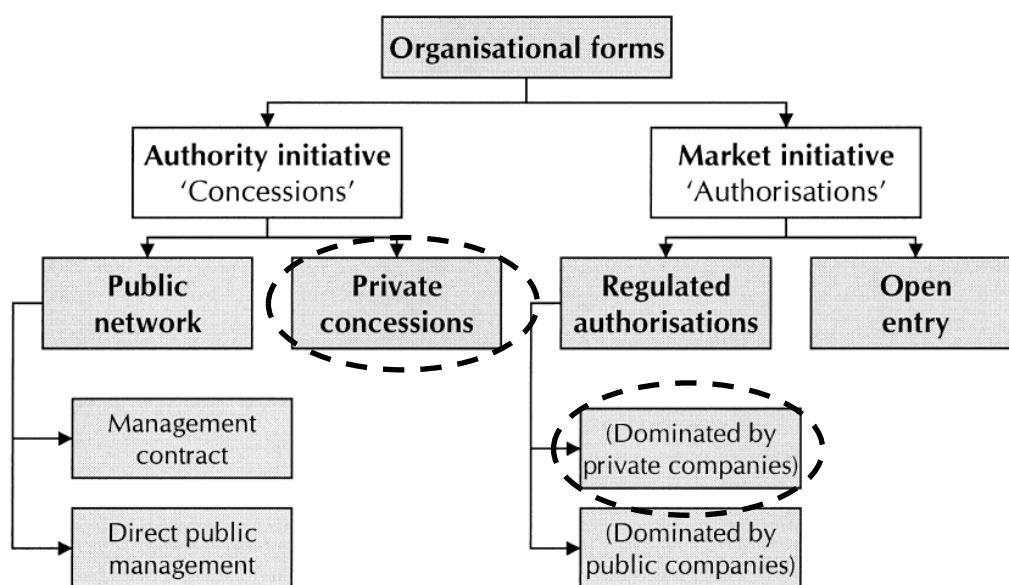 Organisational forms
Authority initiative
‘Concessions’
Market initiative
‘Authorisations’
Public
network
Private
concessions
Regulated
authorisations
Open
entry
Management
contract
(Dominated by
private companies)
Direct public
management
(Dominated by
public companies)